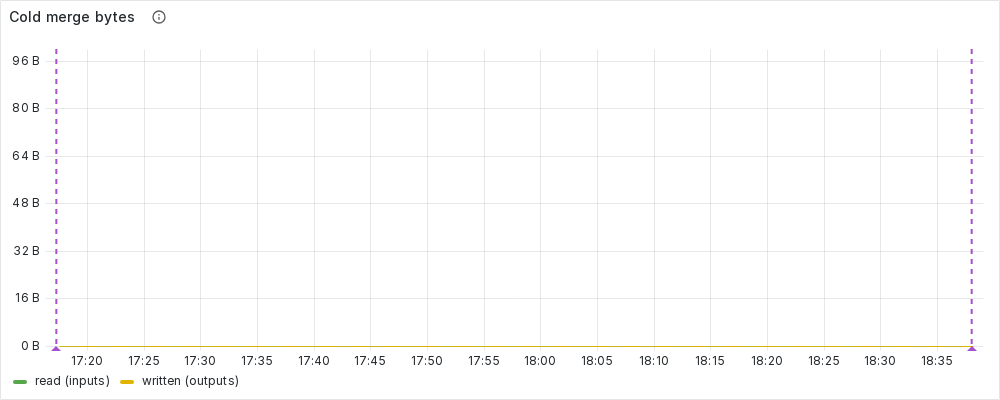 Cold merge bytes
96 B
80 B
64 B
48 B
32 B
16 B
0 B
17:20 17:25 17:30 17:35 17:40 17:45 17:50 17:55 18:00 18:05 18:10 18:15 18:20 18:25 18:30 18:35
read (inputs) written (outputs)